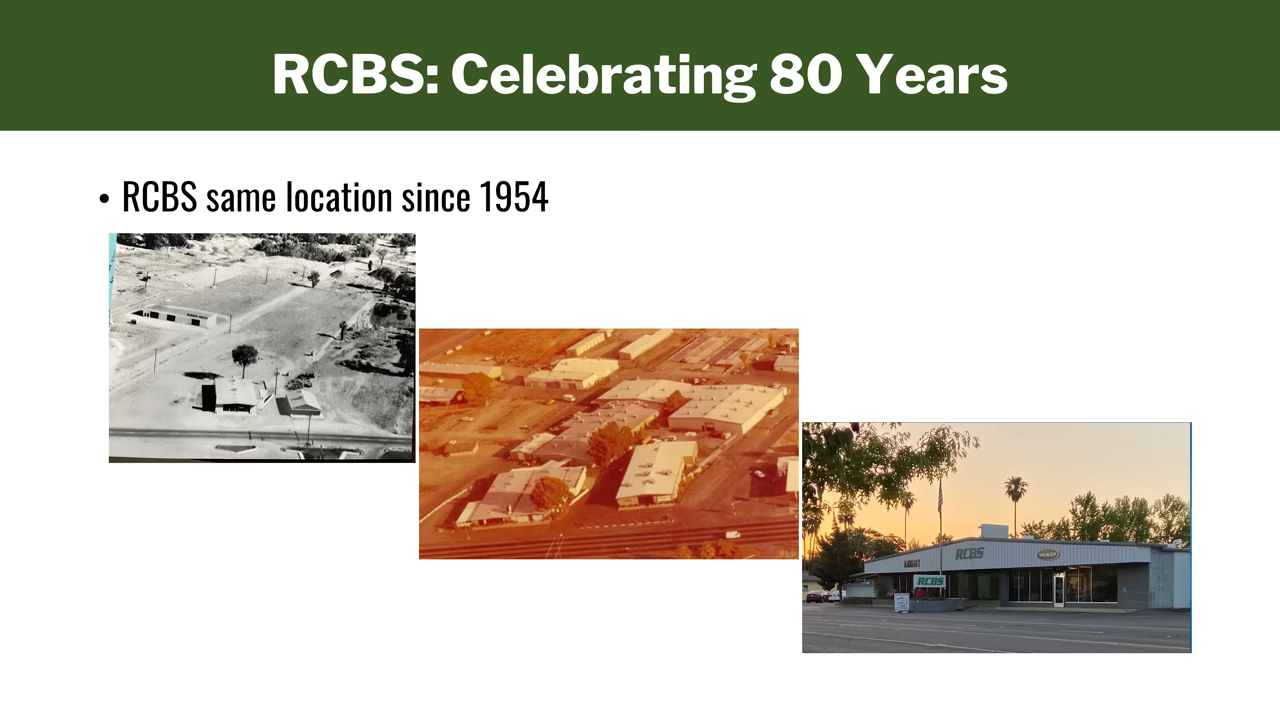 RCBS: Celebrating 80 Years
• RCBS same location since 1954
RCBS
RCBS